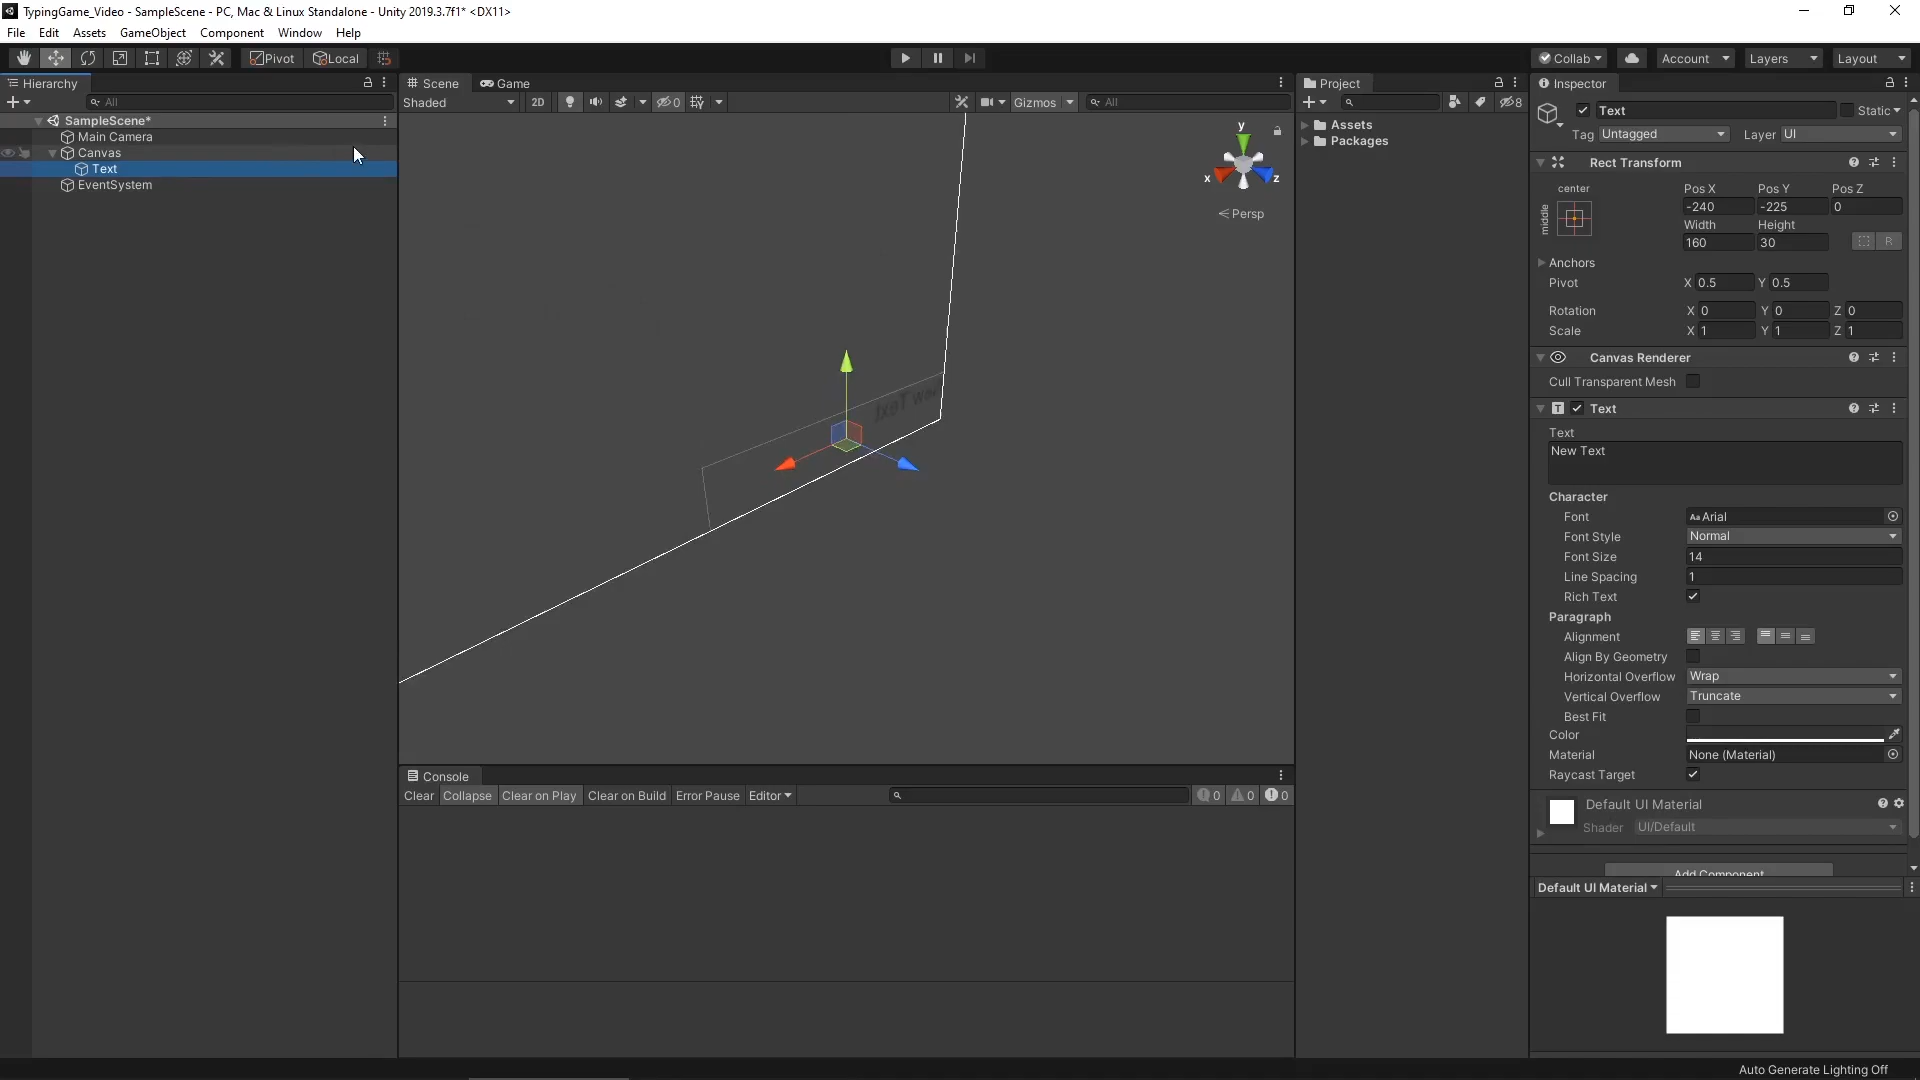 TypingGame_Video - SampleScene - PC, Mac & Linux Standalone - Unity 2019.3.7f1* <DX11>
File Edit Assets GameObject Component Window Help
Pivot Local Collab Account Layers Layout
Hierarchy
All
SampleScene*
Main Camera
Canvas
Text
EventSystem
Scene Game
Shaded 2D 0 Gizmos All
y
x z
Persp
New Text
Console
Clear Collapse Clear on Play Clear on Build Error Pause Editor 0 0 0
Project
8
Assets
Packages
Inspector
Text Static
Tag Untagged Layer UI
Rect Transform
center
middle
Pos X Pos Y Pos Z
-240 -225 0
Width Height
160 30
R
Anchors
Pivot X 0.5 Y 0.5
Rotation X 0 Y 0 Z 0
Scale X 1 Y 1 Z 1
Canvas Renderer
Cull Transparent Mesh
Text
Text
New Text
Character
Font Arial
Font Style Normal
Font Size 14
Line Spacing 1
Rich Text
Paragraph
Alignment
Align By Geometry
Horizontal Overflow Wrap
Vertical Overflow Truncate
Best Fit
Color
Material None (Material)
Raycast Target
Default UI Material
Shader UI/Default
Add Component
Default UI Material
Auto Generate Lighting Off